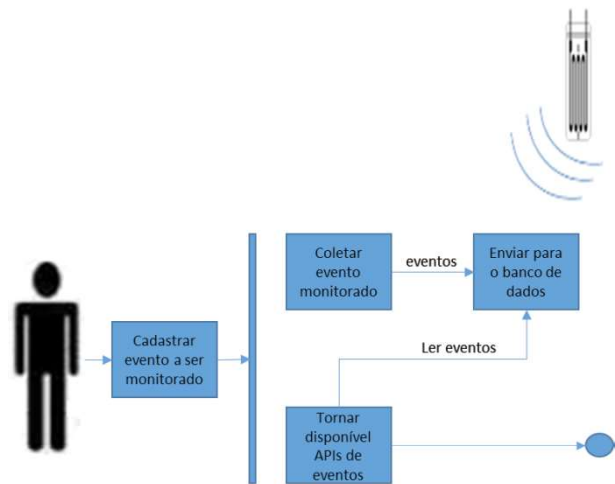 Coletar
evento
monitorado
eventos
Enviar para
o banco de
dados
Cadastrar
evento a ser
monitorado
Ler eventos
Tornar
disponível
APIs de
eventos